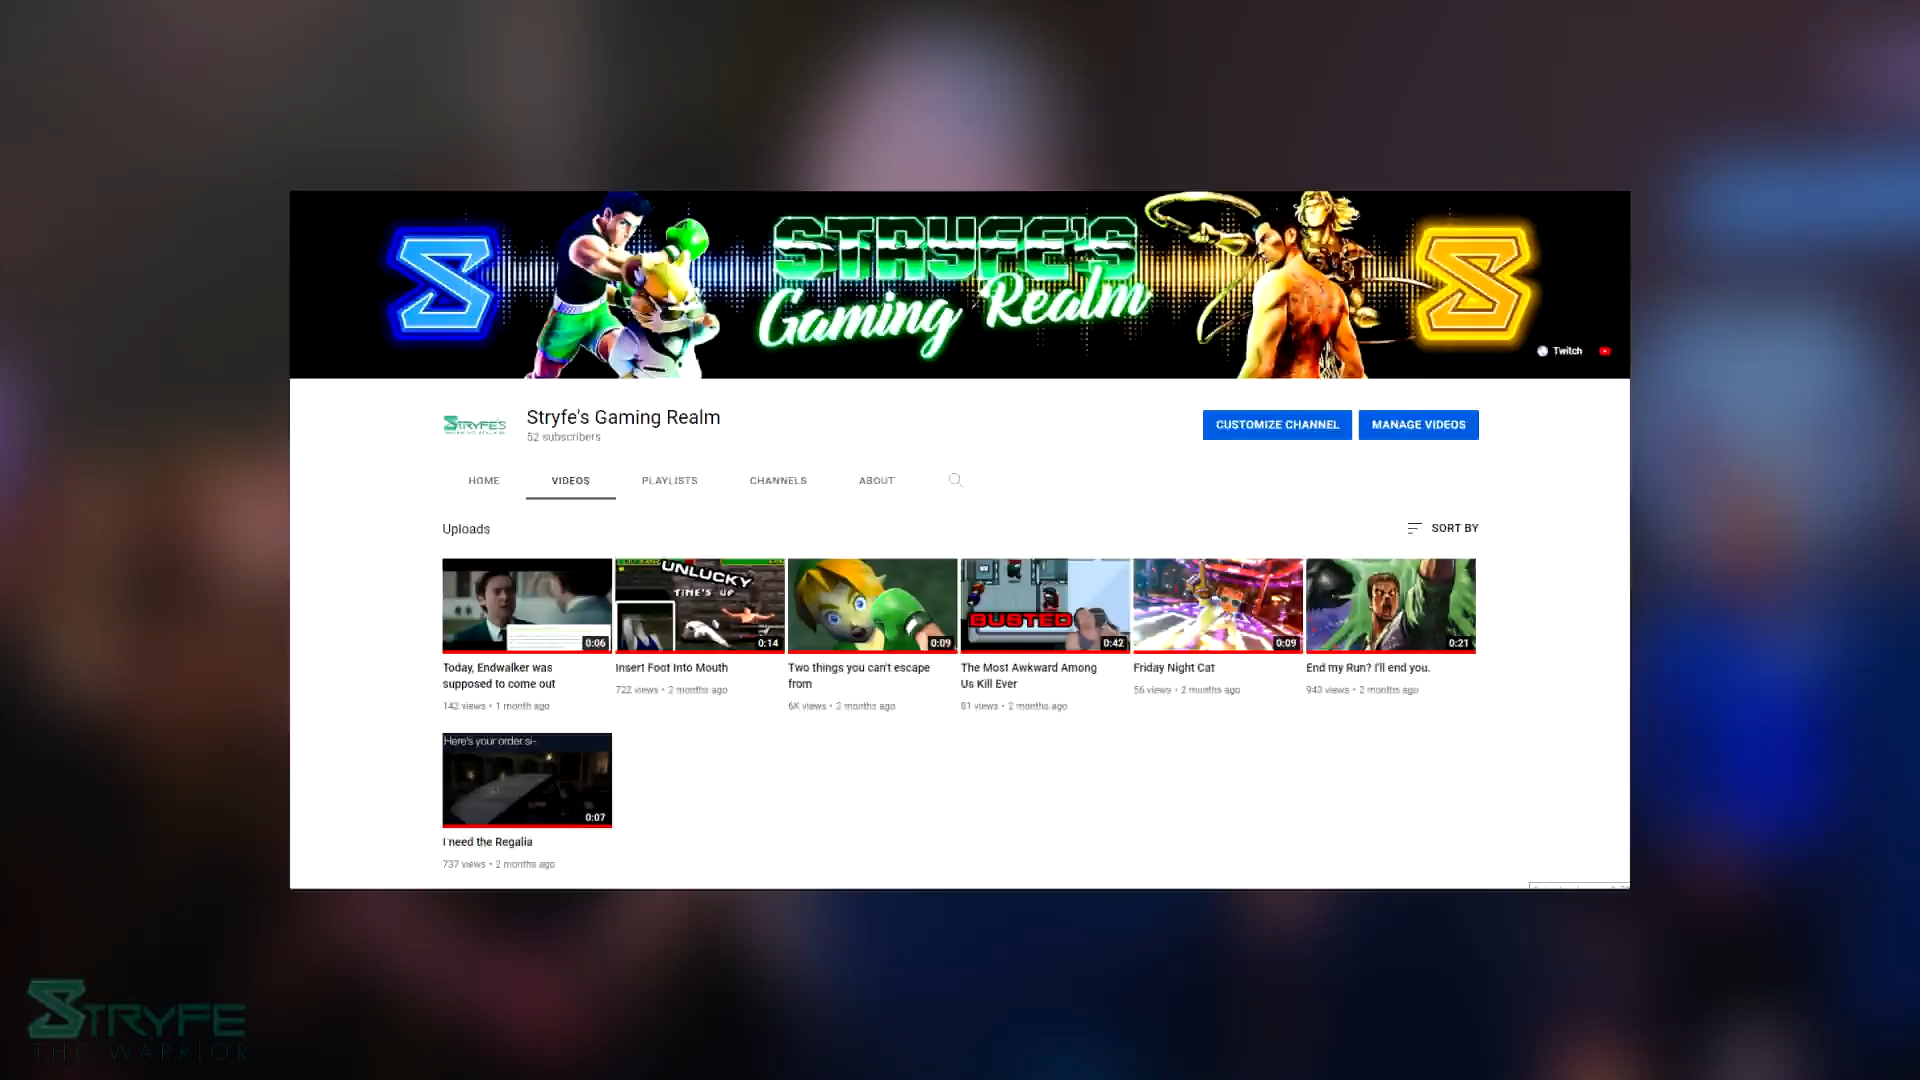 STRYFE'S
Gaming Realm
Twitch
STRYFE'S
Stryfe's Gaming Realm
52 subscribers
CUSTOMIZE CHANNEL
MANAGE VIDEOS
HOME
VIDEOS
PLAYLISTS
CHANNELS
ABOUT
Uploads
SORT BY
0:06
UNLUCKY
TIME'S UP
0:14
0:09
BUSTED
0:42
0:09
0:21
Today, Endwalker was
supposed to come out
142 views • 1 month ago
Insert Foot Into Mouth
722 views • 2 months ago
Two things you can't escape
from
6K views • 2 months ago
The Most Awkward Among
Us Kill Ever
81 views • 2 months ago
Friday Night Cat
56 views • 2 months ago
End my Run? I'll end you.
943 views • 2 months ago
Here's your order si-
0:07
I need the Regalia
737 views • 2 months ago
STRYFE
THE WARRIOR